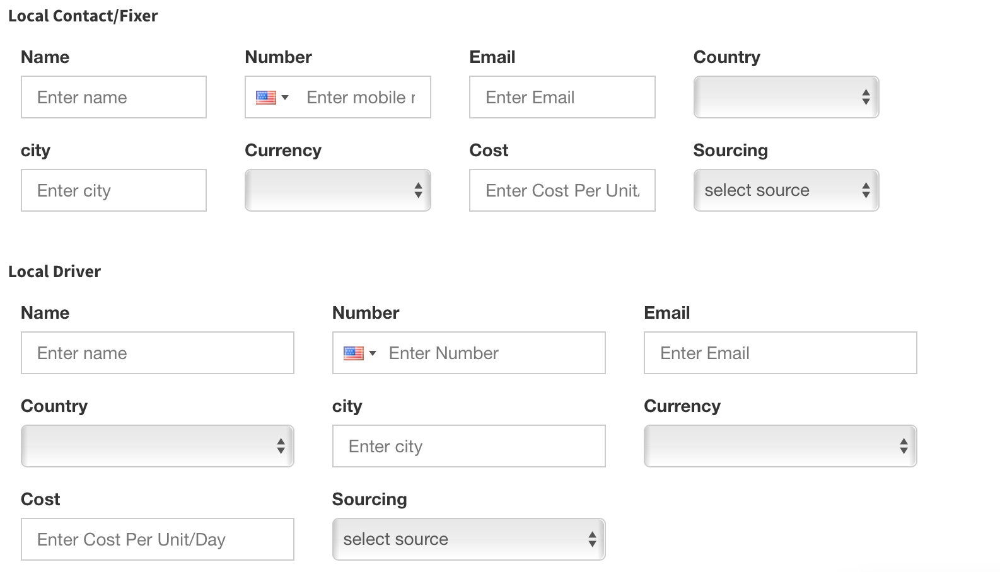 Local Contact/Fixer
Name Number Email Country
Enter name Enter mobile Enter Email
city Currency Cost Sourcing
Enter city Enter Cost Per Unit/ select source
Local Driver
Name Number Email
Enter name Enter Number Enter Email
Country city Currency
Enter city
Cost Sourcing
Enter Cost Per Unit/Day select source